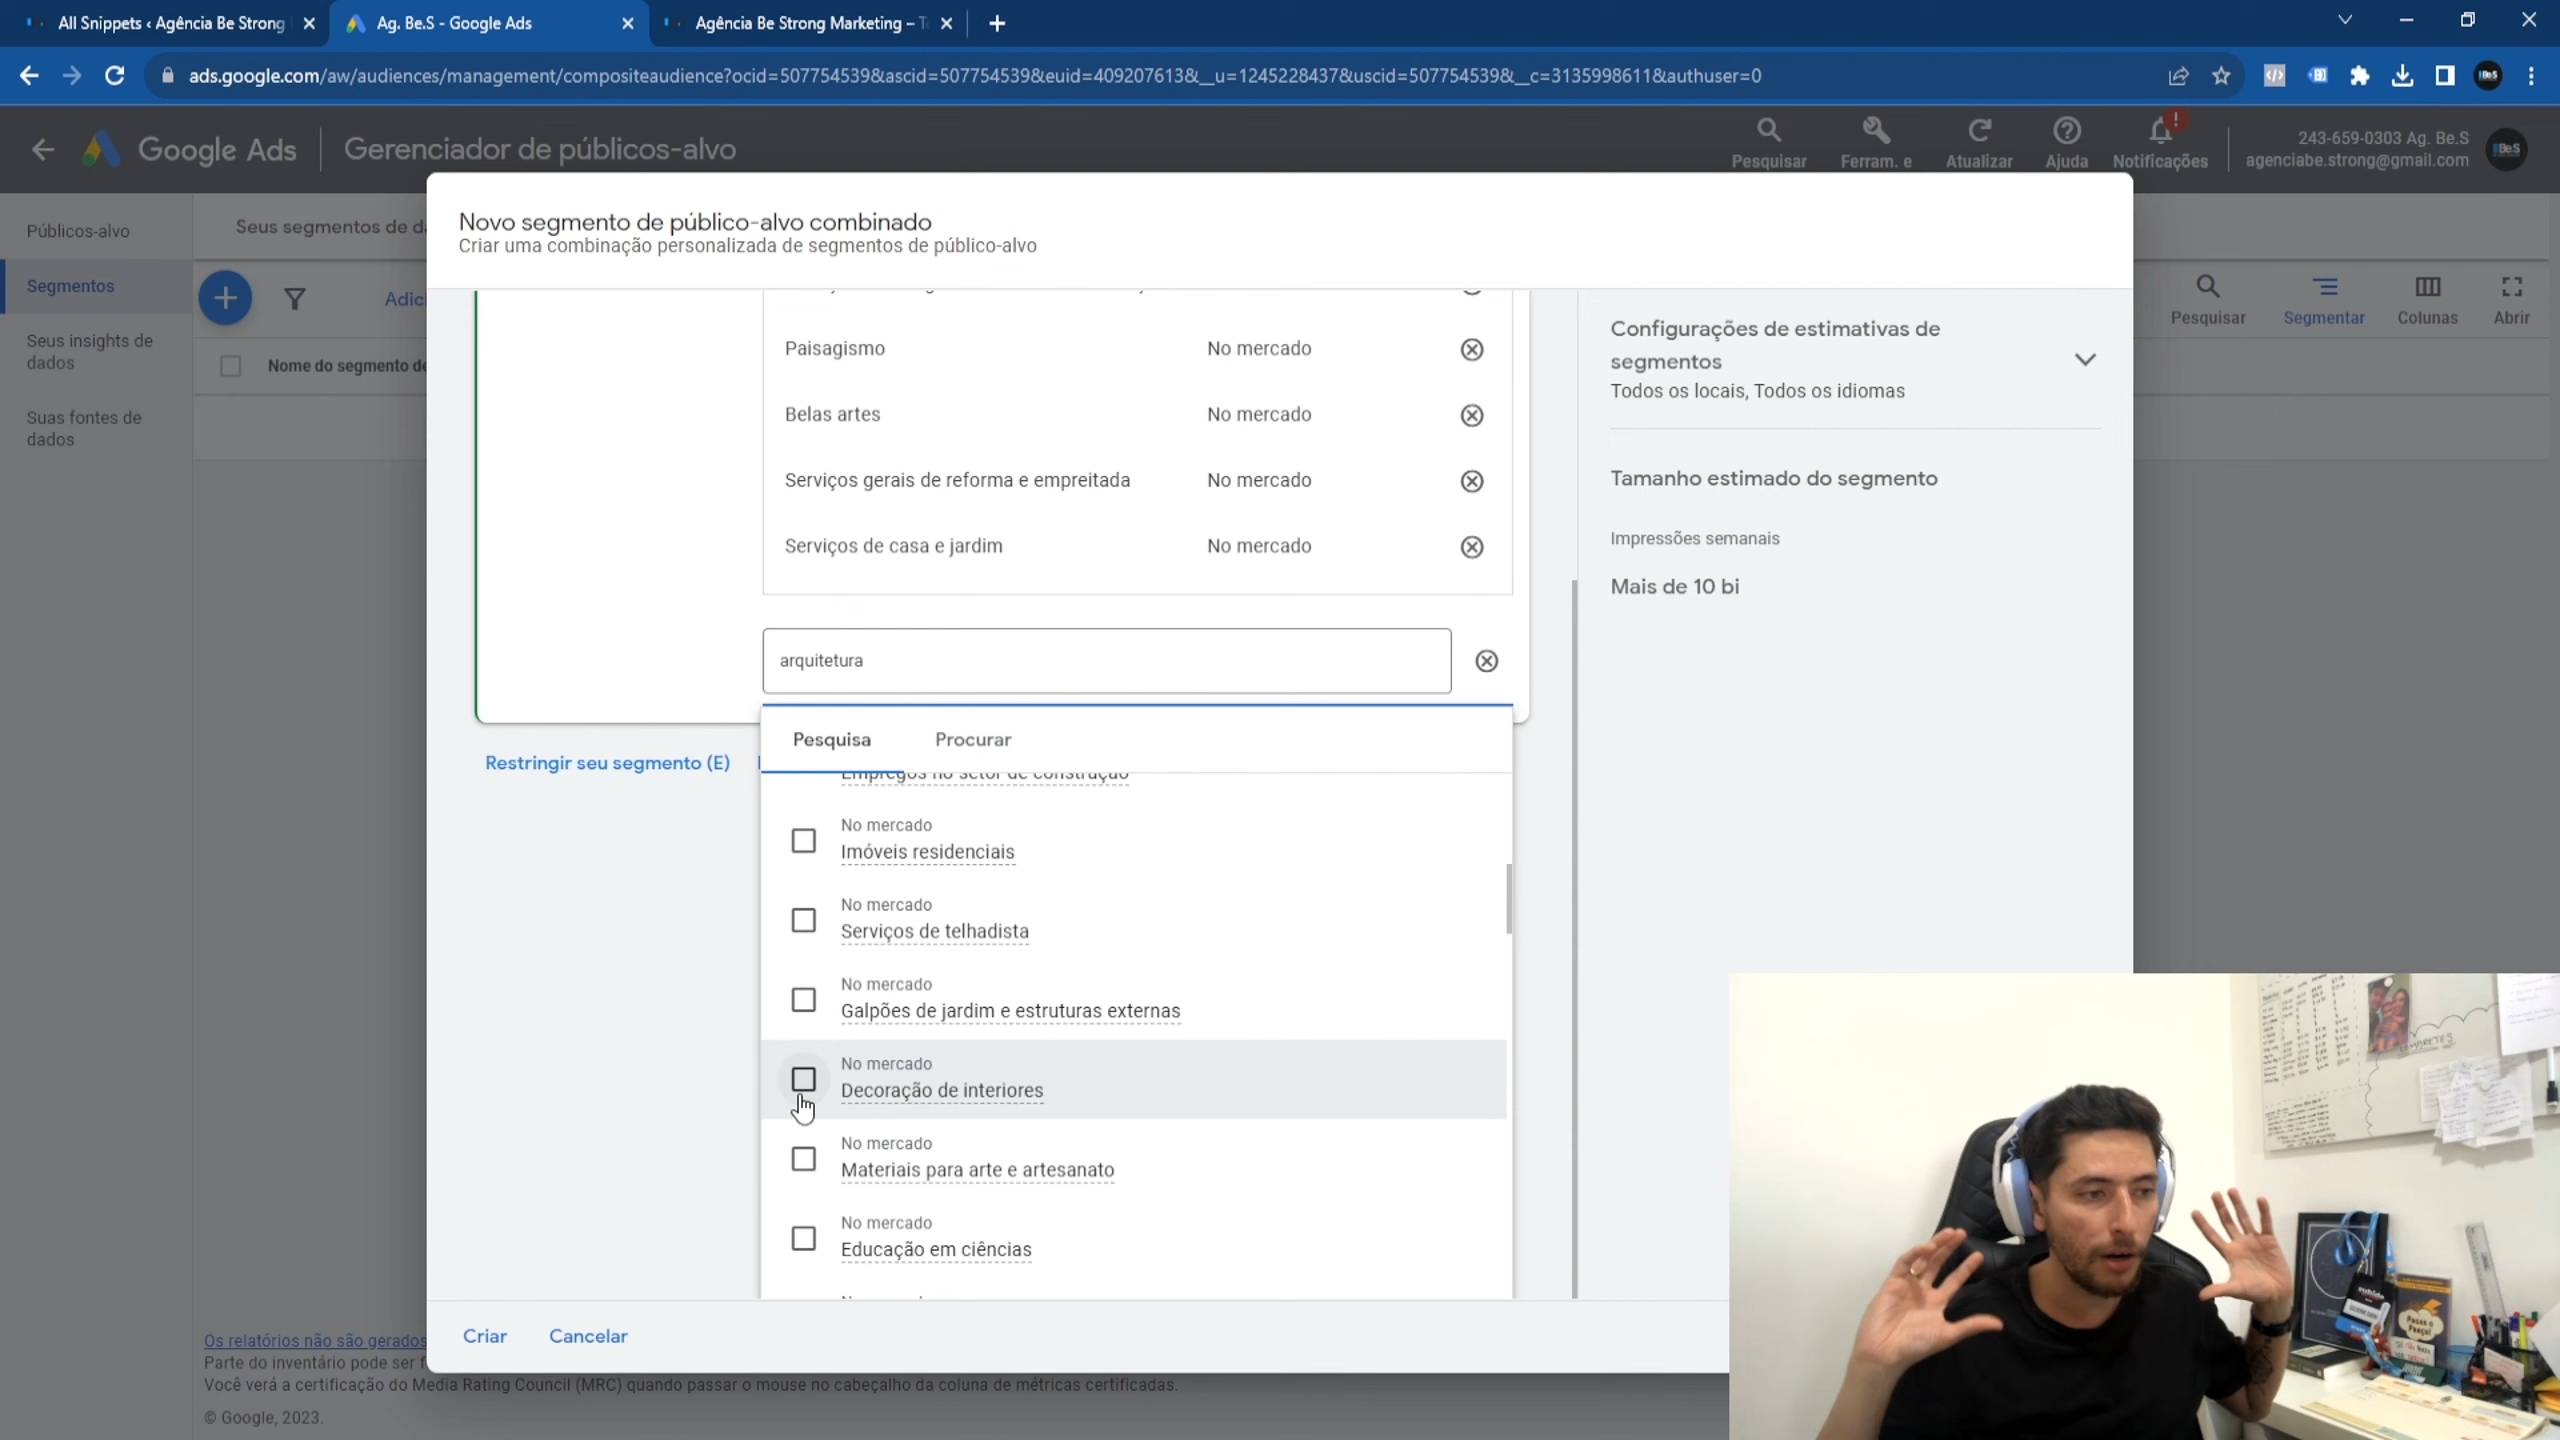 All Snippets ‹ Agência Be Strong
Ag. Be.S - Google Ads
Agência Be Strong Marketing –
ads.google.com/aw/audiences/management/compositeaudience?ocid=507754539&ascid=507754539&euid=409207613&__u=1245228437&uscid=507754539&__c=3135998611&authuser=0
Google Ads
Gerenciador de públicos-alvo
Pesquisar
Ferram. e
Atualizar
Ajuda
Notificações
243-659-0303 Ag. Be.S
agenciabe.strong@gmail.com
Públicos-alvo
Segmentos
Seus insights de
dados
Suas fontes de
dados
Seus segmentos de
Nome do segmento
Pesquisar
Segmentar
Colunas
Abrir
Novo segmento de público-alvo combinado
Criar uma combinação personalizada de segmentos de público-alvo
Paisagismo No mercado
Belas artes No mercado
Serviços gerais de reforma e empreitada No mercado
Serviços de casa e jardim No mercado
arquitetura
Restringir seu segmento (E)
Pesquisa Procurar
Empregos no setor de construção
No mercado
Imóveis residenciais
No mercado
Serviços de telhadista
No mercado
Galpões de jardim e estruturas externas
No mercado
Decoração de interiores
No mercado
Materiais para arte e artesanato
No mercado
Educação em ciências
Configurações de estimativas de
segmentos
Todos os locais, Todos os idiomas
Tamanho estimado do segmento
Impressões semanais
Mais de 10 bi
Criar Cancelar
Os relatórios não são gerados
Parte do inventário pode ser
Você verá a certificação do Media Rating Council (MRC) quando passar o mouse no cabeçalho da coluna de métricas certificadas.
© Google, 2023.